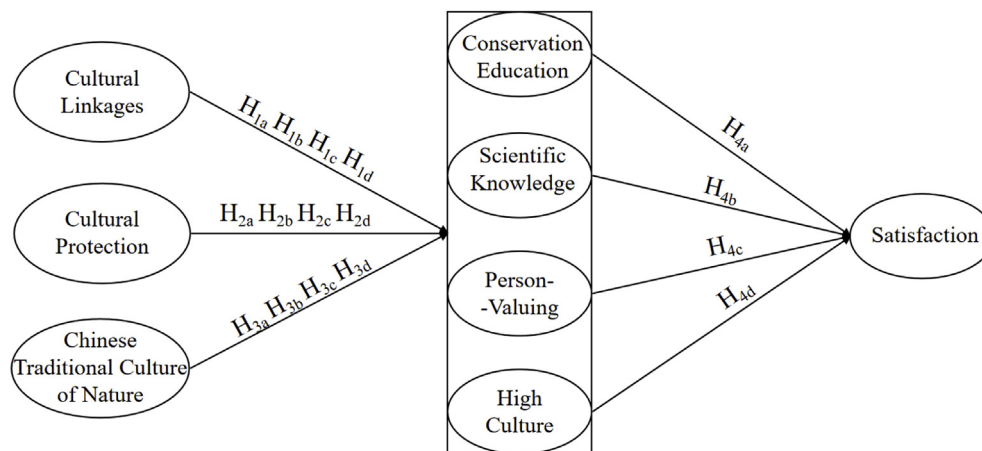 Cultural
Linkages
H1a H1b H1c H1d
Cultural
Protection
H2a H2b H2c H2d
Chinese
Traditional Culture
of Nature
H3a H3b H3c H3d
Conservation
Education
Scientific
Knowledge
Person-
-Valuing
High
Culture
H4a
H4b
H4c
H4d
Satisfaction